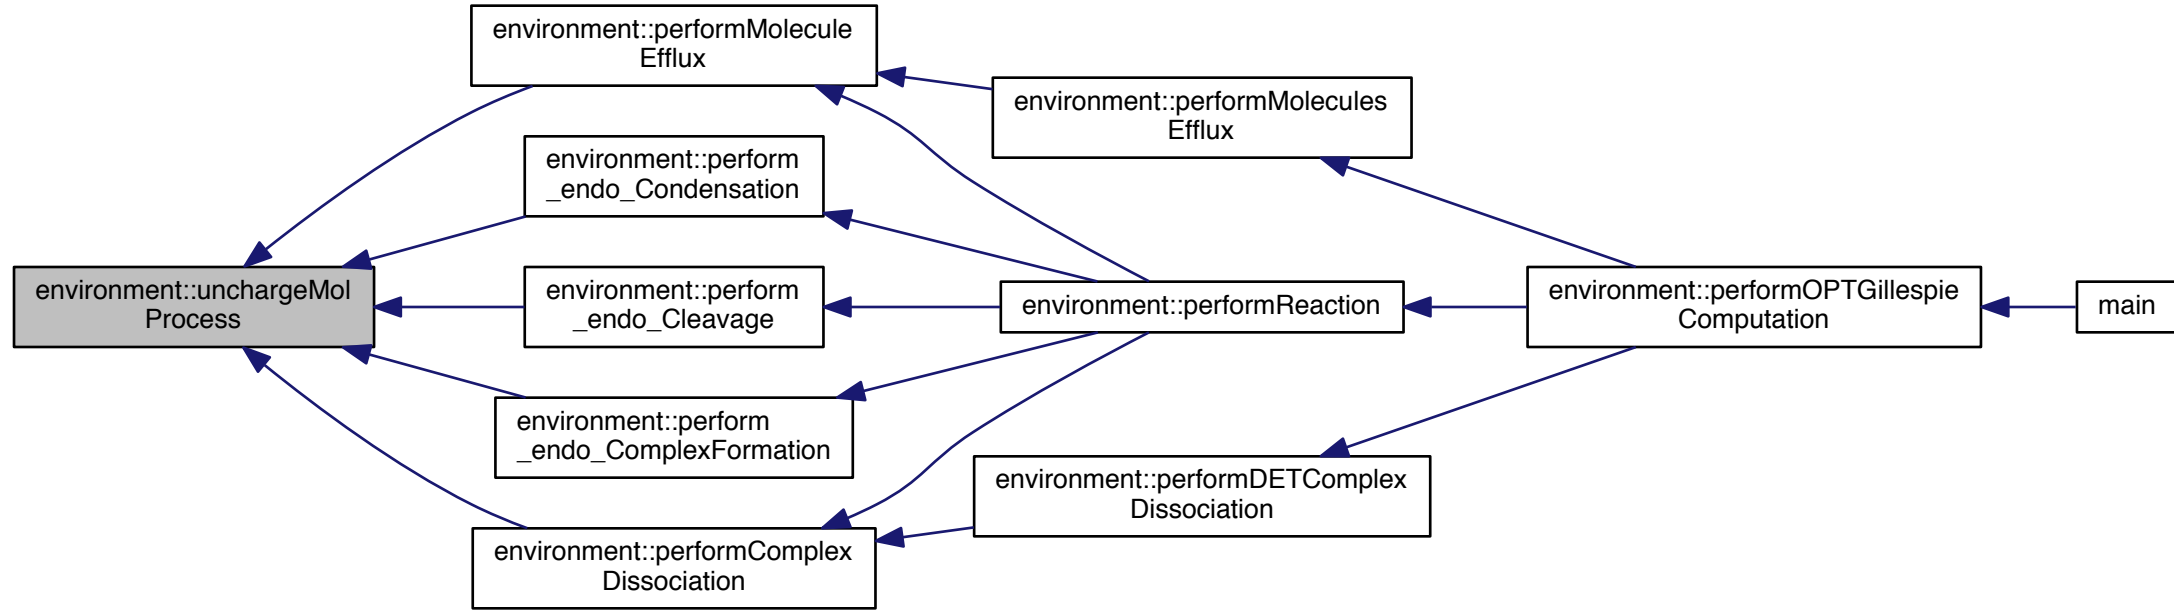 environment::performMolecule
Efflux
environment::performMolecules
Efflux
environment::perform
_endo_Condensation
environment::unchargeMol
Process
environment::perform
_endo_Cleavage
environment::performReaction
environment::performOPTGillespie
Computation
main
environment::perform
_endo_ComplexFormation
environment::performDETComplex
Dissociation
environment::performComplex
Dissociation